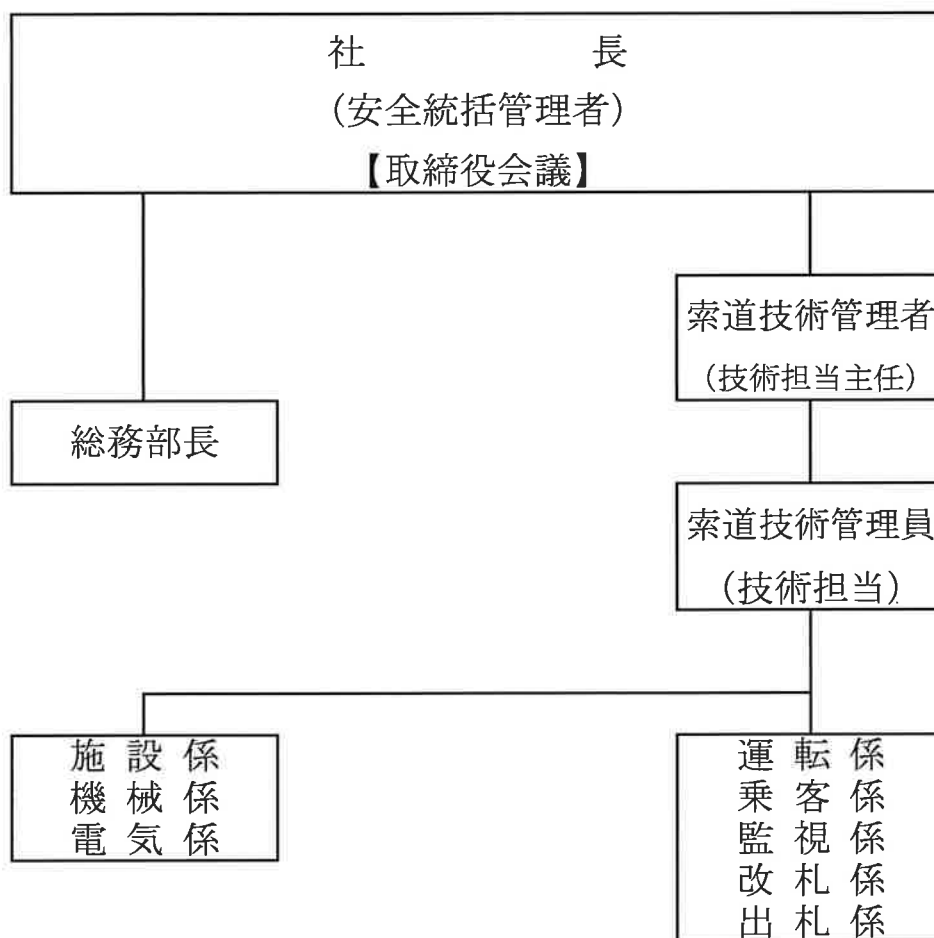 社長
(安全統括管理者)
【取締役会議】
索道技術管理者
(技術担当主任)
総務部長
索道技術管理員
(技術担当)
施設係
機械係
電気係
運転係
乗客係
監視係
改札係
出札係